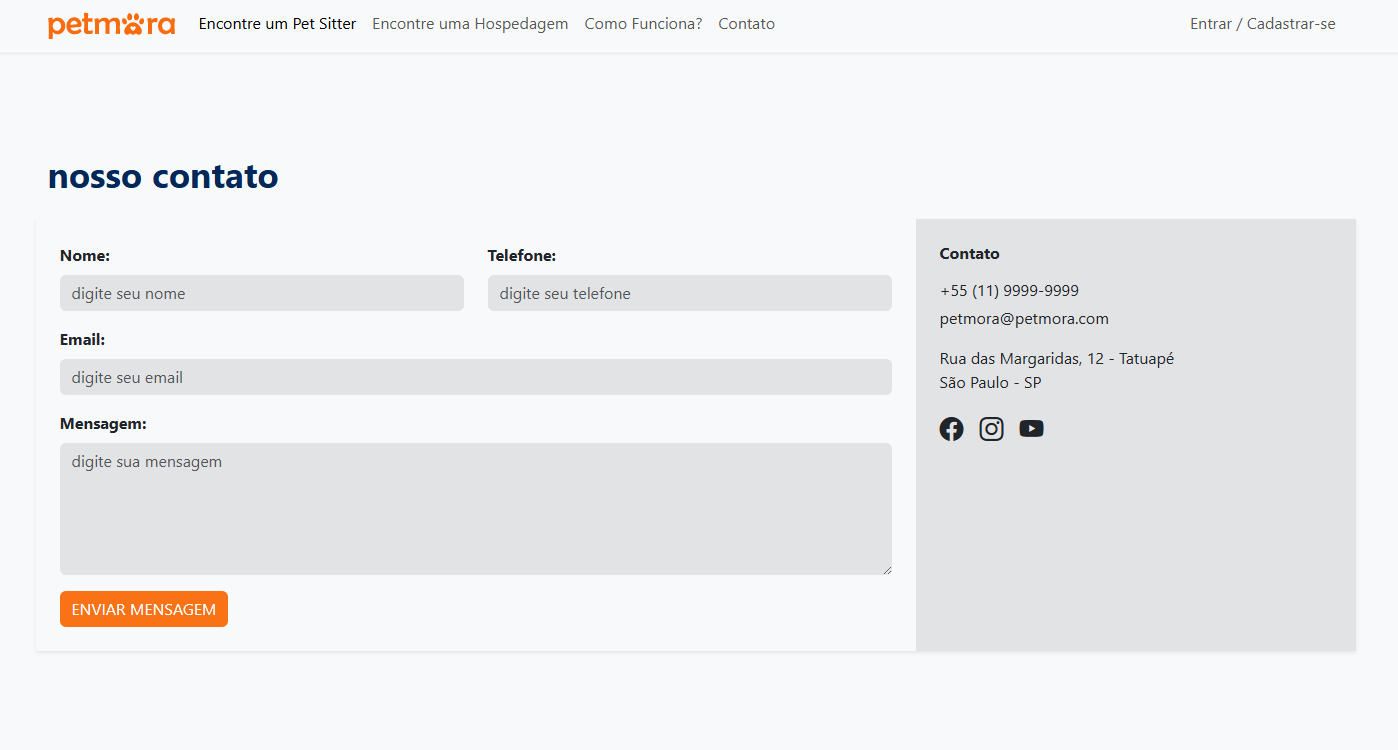 petmora Encontre um Pet Sitter Encontre uma Hospedagem Como Funciona? Contato Entrar / Cadastrar-se
nosso contato
Nome: Telefone:
digite seu nome digite seu telefone
Email:
digite seu email
Mensagem:
digite sua mensagem
ENVIAR MENSAGEM
Contato
+55 (11) 9999-9999
petmora@petmora.com
Rua das Margaridas, 12 - Tatuapé
São Paulo - SP